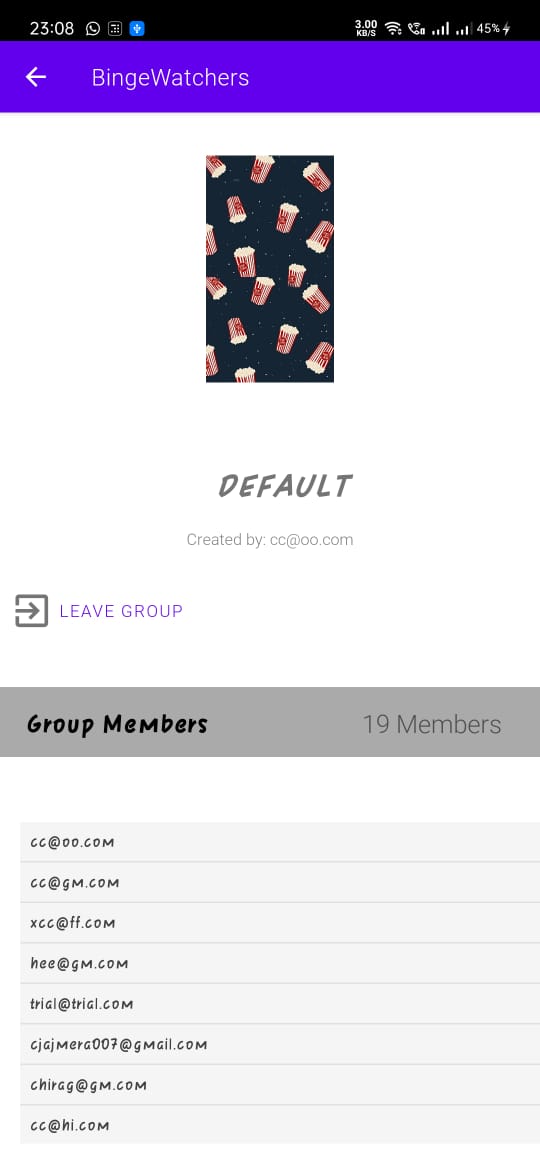 23:08 3.00 KB/S 45%
BingeWatchers
DEFAULT
Created by: cc@oo.com
LEAVE GROUP
Group Members 19 Members
cc@oo.com
cc@gm.com
xcc@ff.com
hee@gm.com
trial@trial.com
cjajmera007@gmail.com
chirag@gm.com
cc@hi.com